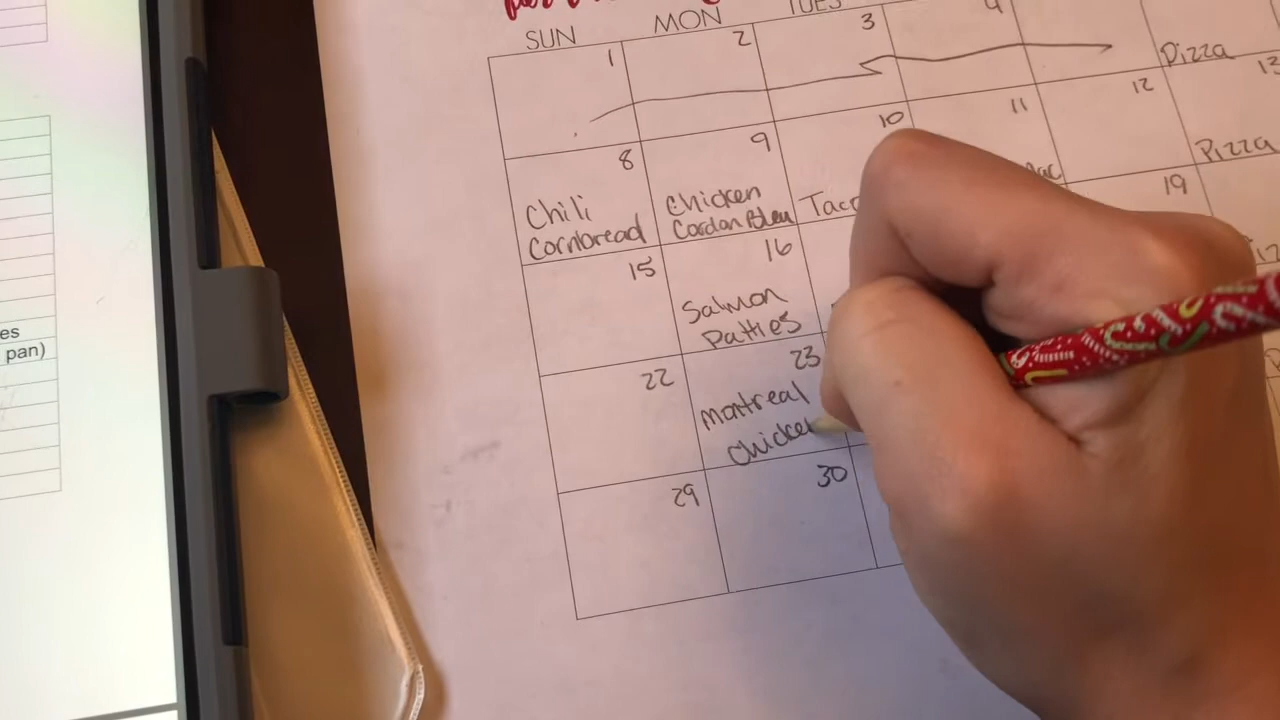 SUN MON TUES
1 2 3 4
Pizza
8 9 10 11 12 13
Chili
Cornbread
Chicken
Cordon Bleu
Taco
Pizza
15 16 19
Salmon
Patties
22 23
Montreal
Chicken
29 30
es
pan)